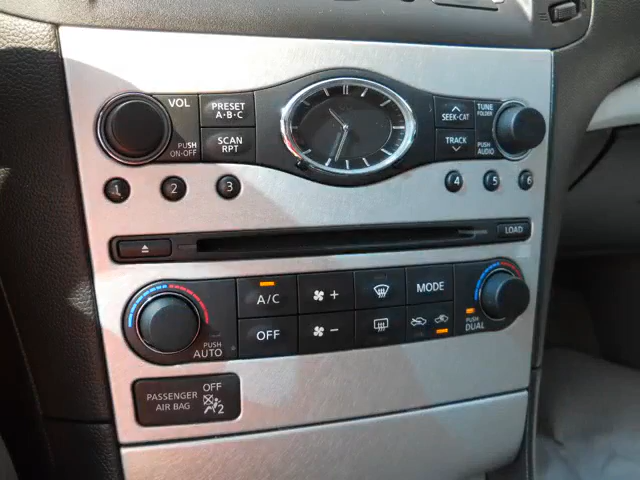 VOL
PUSH
ON·OFF
PRESET
A·B·C
SCAN
RPT
SEEK·CAT
TRACK
TUNE
FOLDER
PUSH
AUDIO
1
2
3
4
5
6
LOAD
A/C
+
MODE
OFF
−
PUSH
AUTO
PUSH
DUAL
PASSENGER
AIR BAG
OFF
2